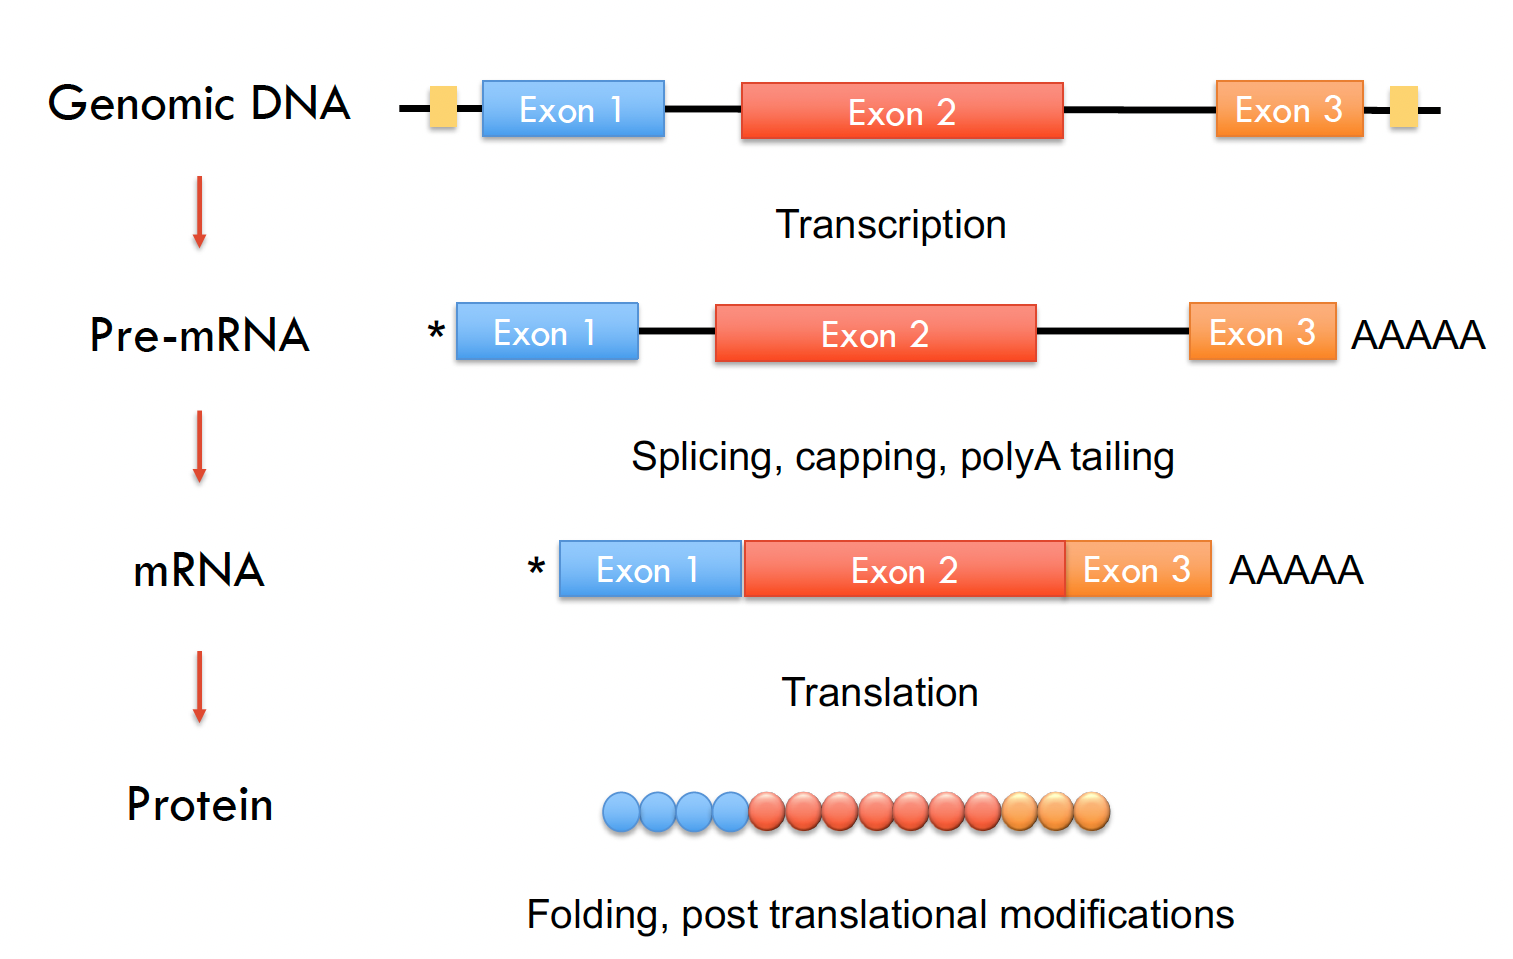 Genomic DNA
Exon 1 Exon 2 Exon 3
Transcription
Pre-mRNA
* Exon 1 Exon 2 Exon 3 AAAAA
Splicing, capping, polyA tailing
mRNA
* Exon 1 Exon 2 Exon 3 AAAAA
Translation
Protein
Folding, post translational modifications